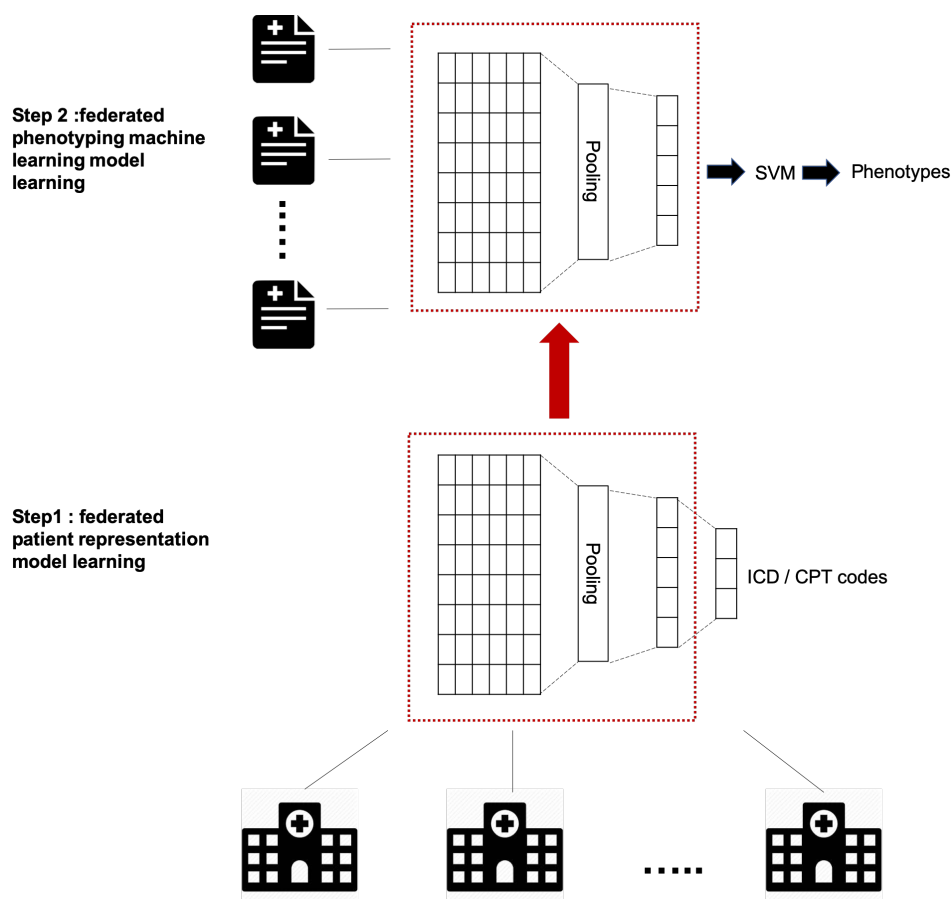 Step 2 :federated
phenotyping machine
learning model
learning
Pooling
SVM
Phenotypes
Step1 : federated
patient representation
model learning
Pooling
ICD / CPT codes